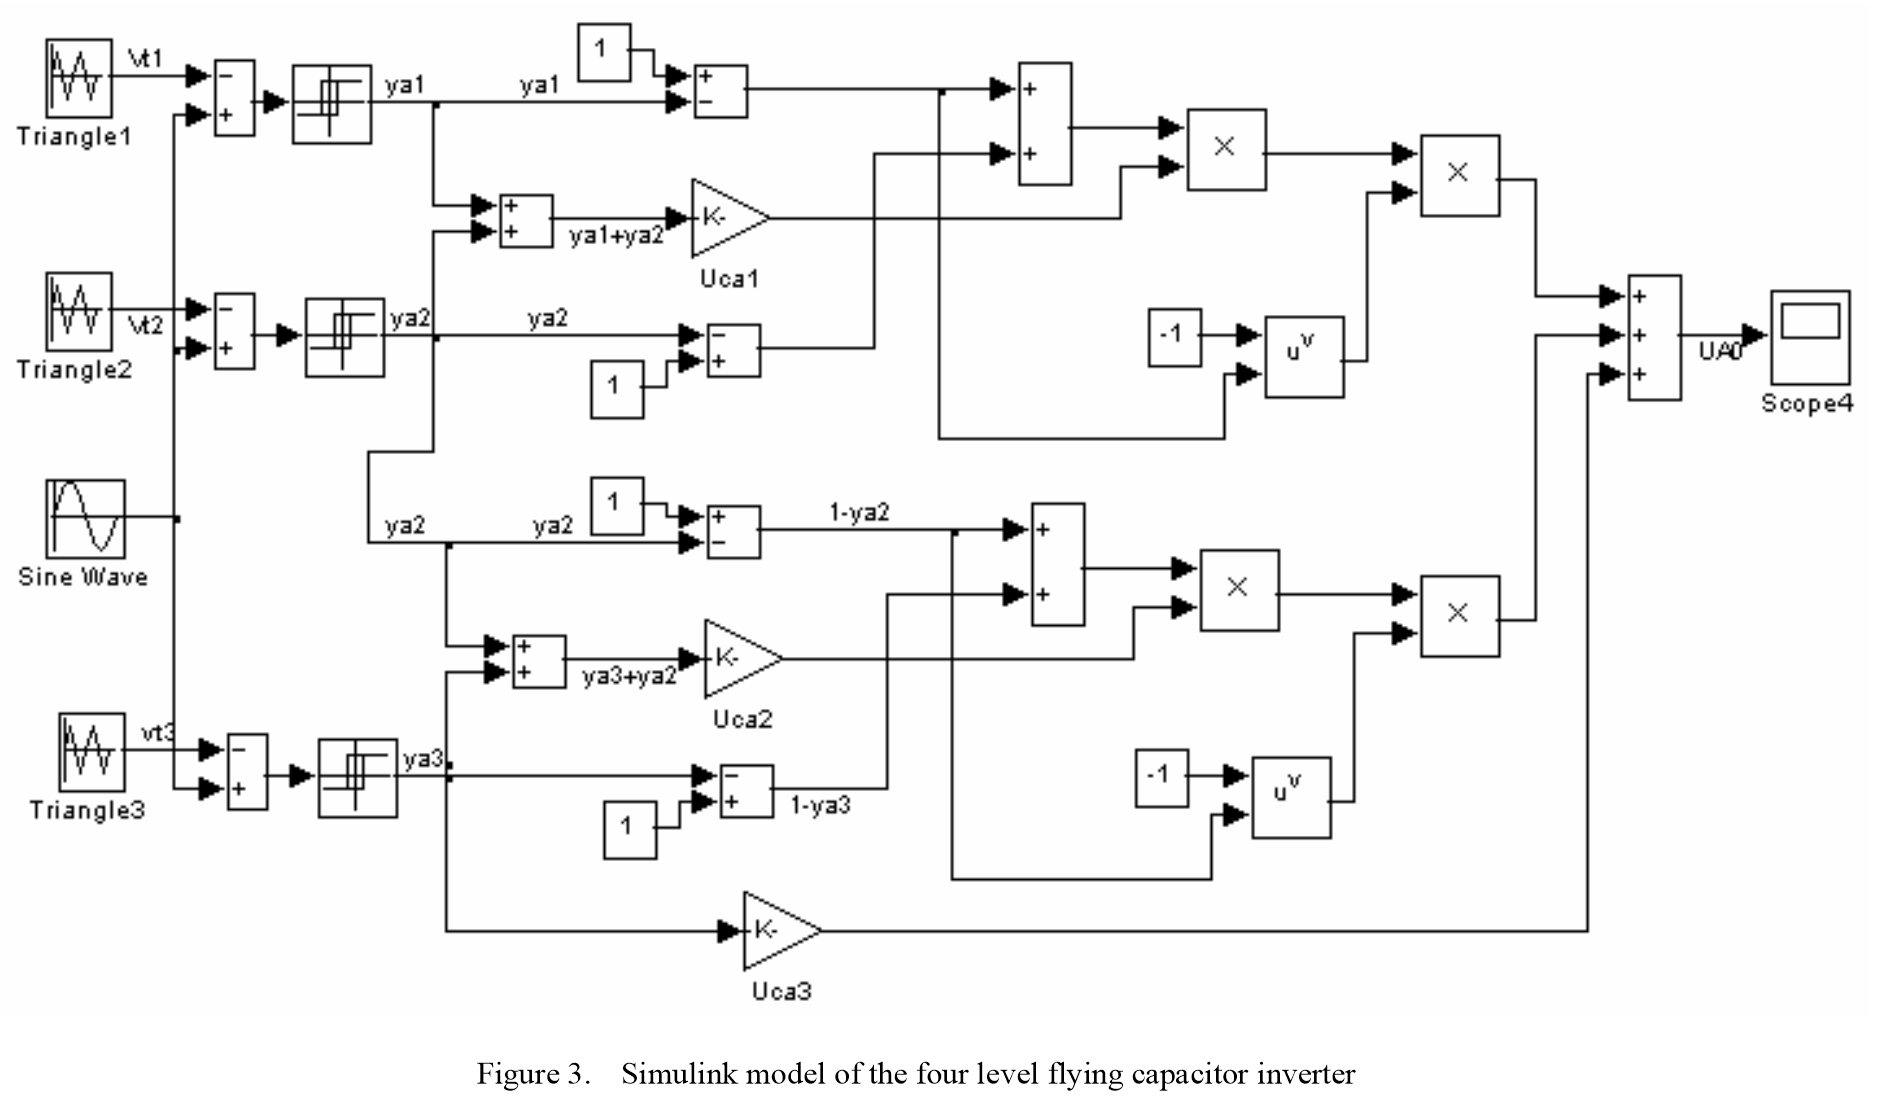 1
Vt1
−
+
ya1
ya1
+
−
+
+
×
×
Triangle1
+
+
ya1+ya2
K-
Uca1
Vt2
−
+
ya2
ya2
−
+
1
-1
u^v
+
+
+
UA0
Triangle2
Scope4
1
+
−
1-ya2
ya2
ya2
+
+
×
×
Sine Wave
+
+
ya3+ya2
K-
Uca2
vt3
−
+
ya3
−
+
1-ya3
1
-1
u^v
Triangle3
K-
Uca3
Figure 3. Simulink model of the four level flying capacitor inverter